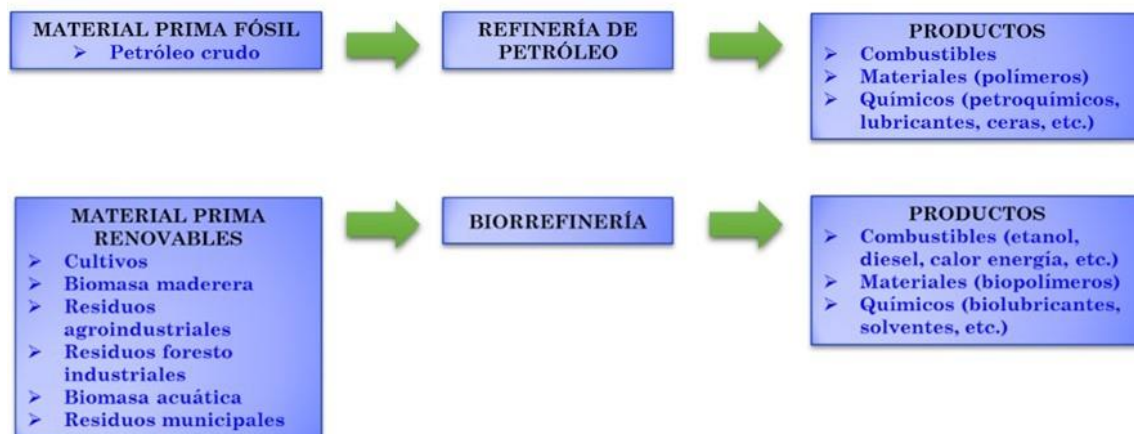 MATERIAL PRIMA FÓSIL
➢ Petróleo crudo
REFINERÍA DE
PETRÓLEO
PRODUCTOS
➢ Combustibles
➢ Materiales (polímeros)
➢ Químicos (petroquímicos,
lubricantes, ceras, etc.)
MATERIAL PRIMA
RENOVABLES
➢ Cultivos
➢ Biomasa maderera
➢ Residuos
agroindustriales
➢ Residuos foresto
industriales
➢ Biomasa acuática
➢ Residuos municipales
BIORREFINERÍA
PRODUCTOS
➢ Combustibles (etanol,
diesel, calor energía, etc.)
➢ Materiales (biopolímeros)
➢ Químicos (biolubricantes,
solventes, etc.)